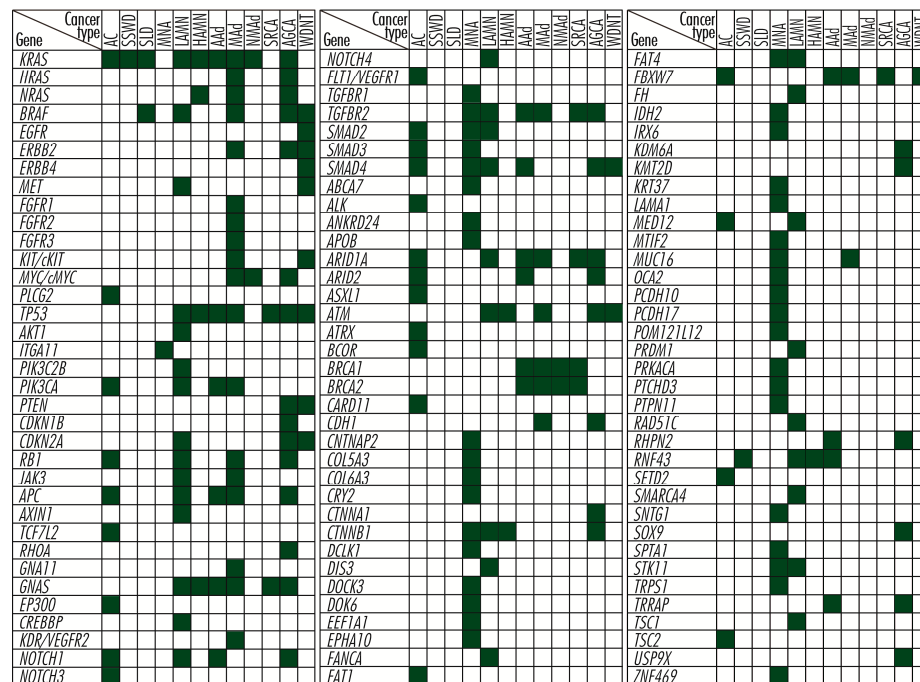 Cancer type Gene AC SSWD SLD MNA LAMN HAMN AAd MAd NMAd SRCA AGCA WDNT
KRAS
HRAS
NRAS
BRAF
EGFR
ERBB2
ERBB4
MET
FGFR1
FGFR2
FGFR3
KIT/cKIT
MYC/cMYC
PLCG2
TP53
AKT1
ITGA11
PIK3C2B
PIK3CA
PTEN
CDKN1B
CDKN2A
RB1
JAK3
APC
AXIN1
TCF7L2
RHOA
GNA11
GNAS
EP300
CREBBP
KDR/VEGFR2
NOTCH1
NOTCH3
Cancer type Gene AC SSWD SLD MNA LAMN HAMN AAd MAd NMAd SRCA AGCA WDNT
NOTCH4
FLT1/VEGFR1
TGFBR1
TGFBR2
SMAD2
SMAD3
SMAD4
ABCA7
ALK
ANKRD24
APOB
ARID1A
ARID2
ASXL1
ATM
ATRX
BCOR
BRCA1
BRCA2
CARD11
CDH1
CNTNAP2
COL5A3
COL6A3
CRY2
CTNNA1
CTNNB1
DCLK1
DIS3
DOCK3
DOK6
EEF1A1
EPHA10
FANCA
FAT1
Cancer type Gene AC SSWD SLD MNA LAMN HAMN AAd MAd NMAd SRCA AGCA WDNT
FAT4
FBXW7
FH
IDH2
IRX6
KDM6A
KMT2D
KRT37
LAMA1
MED12
MTIF2
MUC16
OCA2
PCDH10
PCDH17
POM121L12
PRDM1
PRKACA
PTCHD3
PTPN11
RAD51C
RHPN2
RNF43
SETD2
SMARCA4
SNTG1
SOX9
SPTA1
STK11
TRPS1
TRRAP
TSC1
TSC2
USP9X
ZNF469